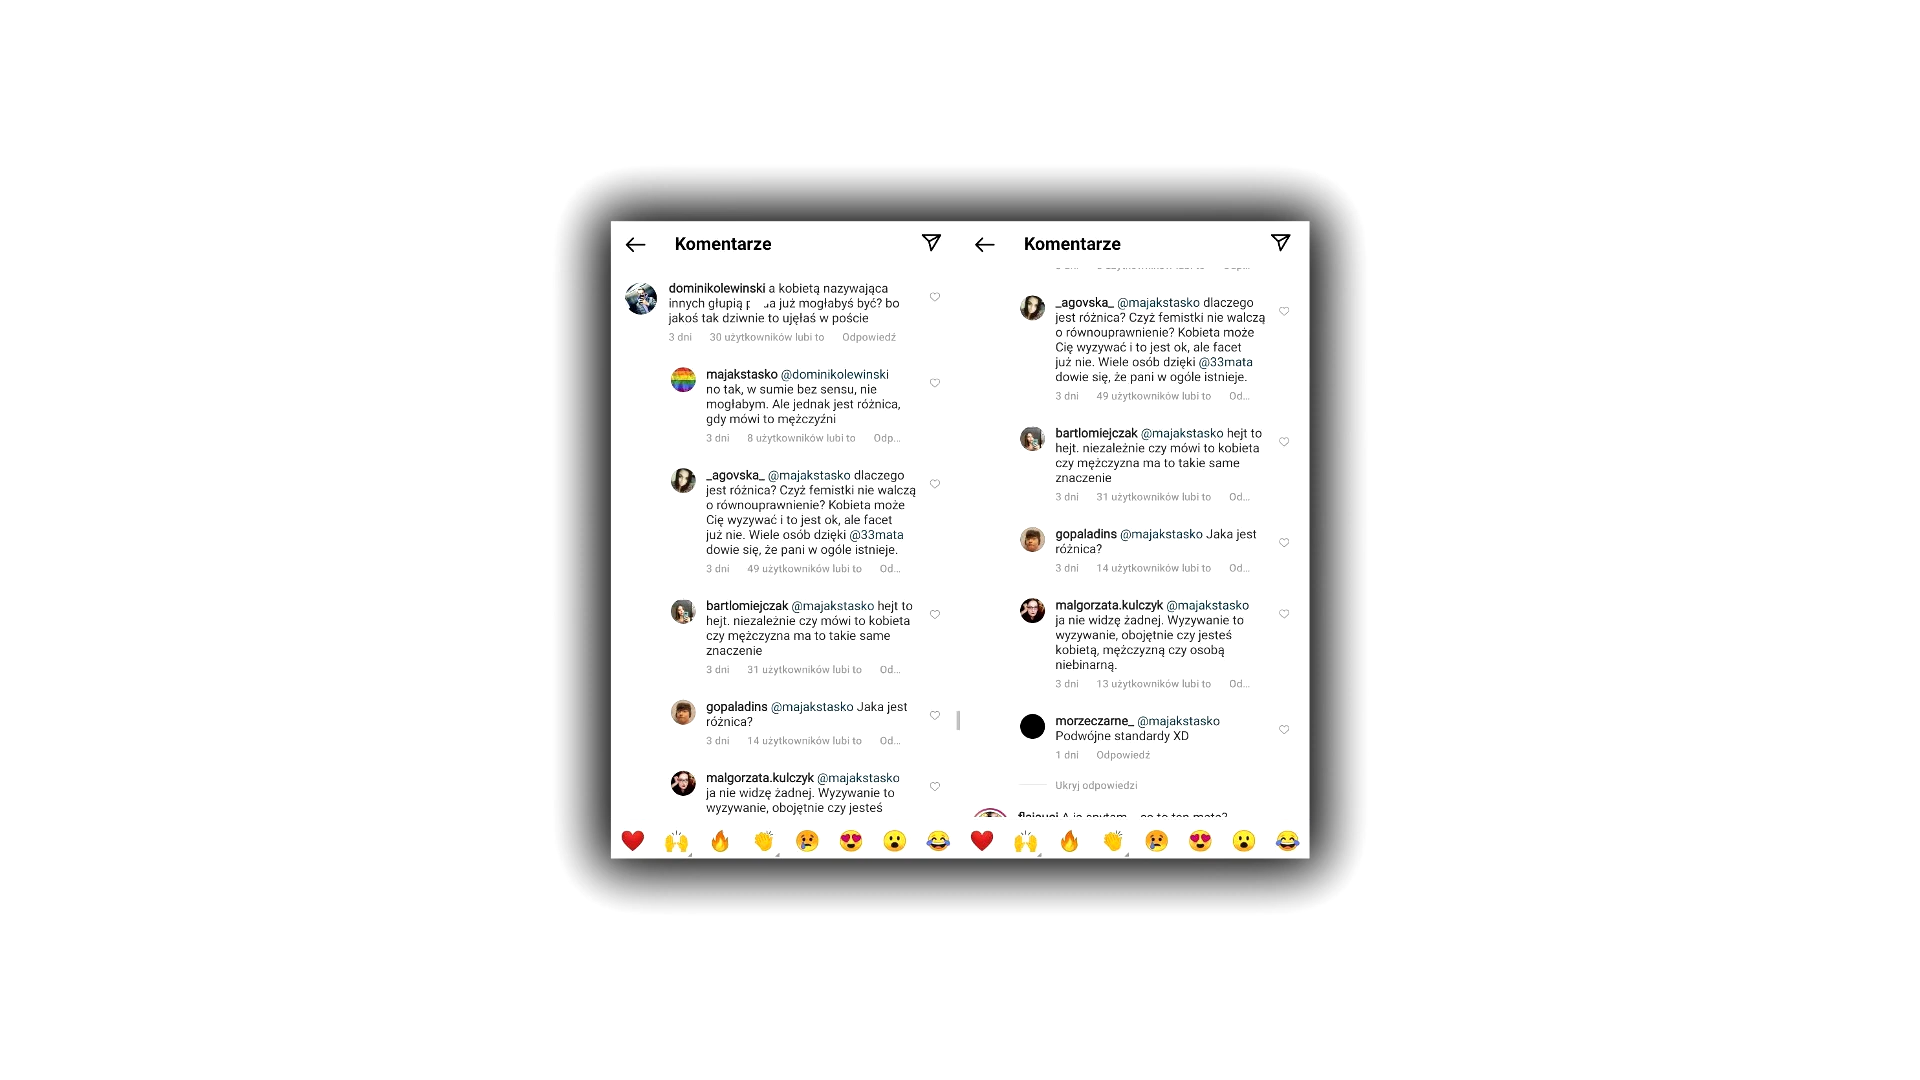 Komentarze
dominikolewinski a kobietą nazywająca
innych głupią p a już mogłabyś być? bo
jakoś tak dziwnie to ujęłaś w poście
3 dni 30 użytkowników lubi to Odpowiedź
majakstasko @dominikolewinski
no tak, w sumie bez sensu, nie
mogłabym. Ale jednak jest różnica,
gdy mówi to mężczyźni
3 dni 8 użytkowników lubi to Odp...
_agovska_ @majakstasko dlaczego
jest różnica? Czyż femistki nie walczą
o równouprawnienie? Kobieta może
Cię wyzywać i to jest ok, ale facet
już nie. Wiele osób dzięki @33mata
dowie się, że pani w ogóle istnieje.
3 dni 49 użytkowników lubi to Od...
bartlomiejczak @majakstasko hejt to
hejt. niezależnie czy mówi to kobieta
czy mężczyzna ma to takie same
znaczenie
3 dni 31 użytkowników lubi to Od...
gopaladins @majakstasko Jaka jest
różnica?
3 dni 14 użytkowników lubi to Od...
malgorzata.kulczyk @majakstasko
ja nie widzę żadnej. Wyzywanie to
wyzywanie, obojętnie czy jesteś
Komentarze
_agovska_ @majakstasko dlaczego
jest różnica? Czyż femistki nie walczą
o równouprawnienie? Kobieta może
Cię wyzywać i to jest ok, ale facet
już nie. Wiele osób dzięki @33mata
dowie się, że pani w ogóle istnieje.
3 dni 49 użytkowników lubi to Od...
bartlomiejczak @majakstasko hejt to
hejt. niezależnie czy mówi to kobieta
czy mężczyzna ma to takie same
znaczenie
3 dni 31 użytkowników lubi to Od...
gopaladins @majakstasko Jaka jest
różnica?
3 dni 14 użytkowników lubi to Od...
malgorzata.kulczyk @majakstasko
ja nie widzę żadnej. Wyzywanie to
wyzywanie, obojętnie czy jesteś
kobietą, mężczyzną czy osobą
niebinarną.
3 dni 13 użytkowników lubi to Od...
morzeczarne_ @majakstasko
Podwójne standardy XD
1 dni Odpowiedź
Ukryj odpowiedzi